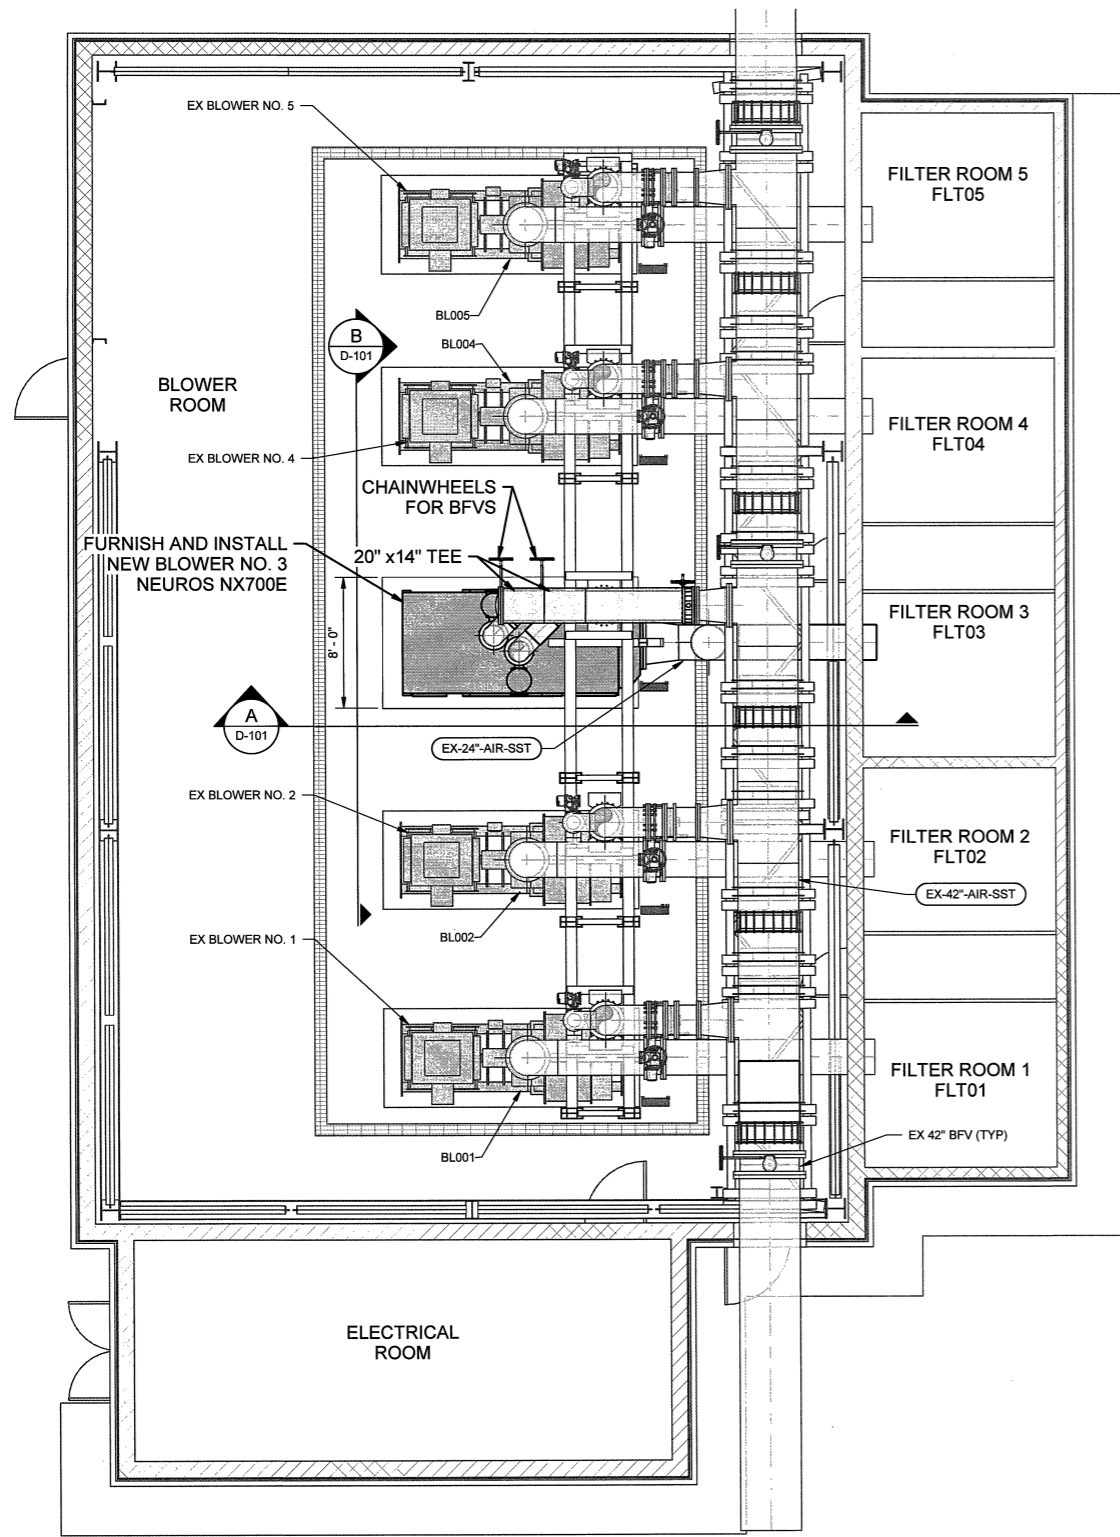 EX BLOWER NO. 5
FILTER ROOM 5
FLT05
BL005
B
D-101
BL004
BLOWER
ROOM
FILTER ROOM 4
FLT04
EX BLOWER NO. 4
CHAINWHEELS
FOR BFVS
FURNISH AND INSTALL
NEW BLOWER NO. 3
NEUROS NX700E
20" x14" TEE
8' - 0"
FILTER ROOM 3
FLT03
A
D-101
EX-24"-AIR-SST
EX BLOWER NO. 2
FILTER ROOM 2
FLT02
EX-42"-AIR-SST
BL002
EX BLOWER NO. 1
FILTER ROOM 1
FLT01
EX 42" BFV (TYP)
BL001
ELECTRICAL
ROOM